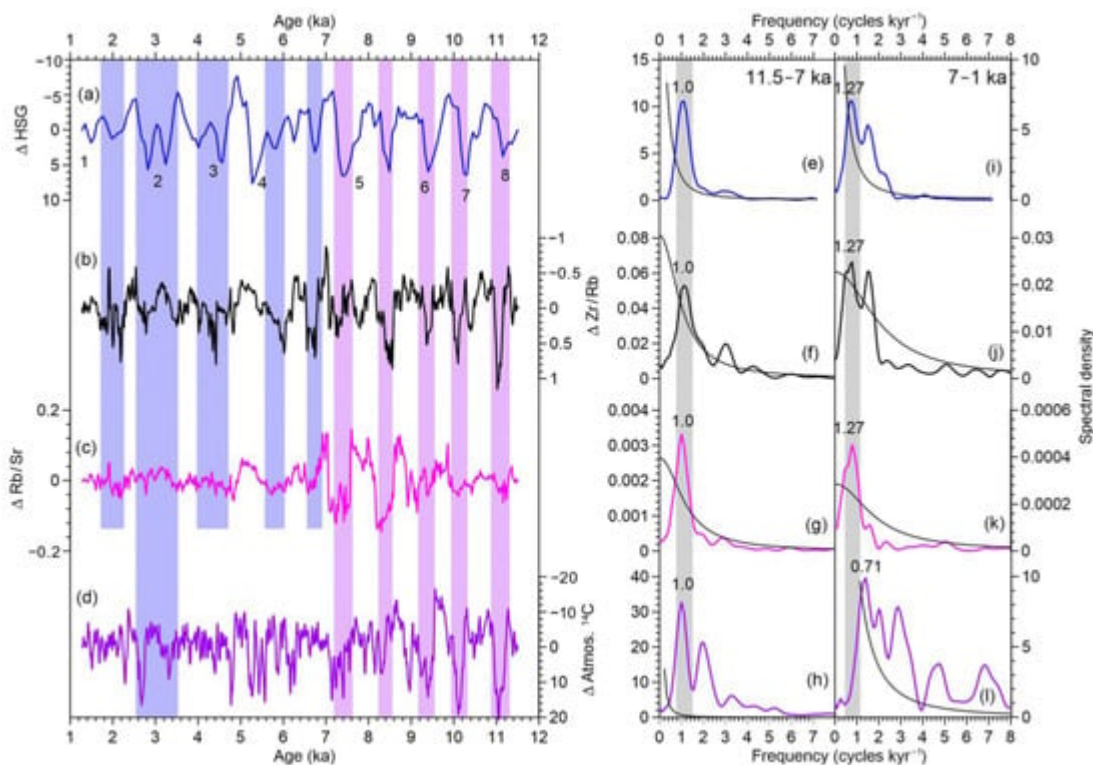 Age (ka)
1 2 3 4 5 6 7 8 9 10 11 12
Frequency (cycles kyr⁻¹)
0 1 2 3 4 5 6 7 0 1 2 3 4 5 6 7 8
(a)
Δ HSG
-10
-5
0
5
10
1 2 3 4 5 6 7 8
(b)
Δ Zr/Rb
-1
-0.5
0
0.5
1
(c)
Δ Rb/Sr
0.2
0
-0.2
(d)
Δ Atmos. ¹⁴C
-20
-10
0
10
20
1 2 3 4 5 6 7 8 9 10 11 12
Age (ka)
11.5-7 ka
7-1 ka
15
10
5
0
1.0
(e)
1.27
(i)
10
5
0
0.08
0.06
0.04
0.02
0
1.0
(f)
1.27
(j)
0.03
0.02
0.01
0
0.004
0.003
0.002
0.001
0
1.0
(g)
1.27
(k)
0.0006
0.0004
0.0002
0
40
30
20
10
0
1.0
(h)
0.71
(l)
10
5
0
Spectral density
0 1 2 3 4 5 6 7 0 1 2 3 4 5 6 7 8
Frequency (cycles kyr⁻¹)